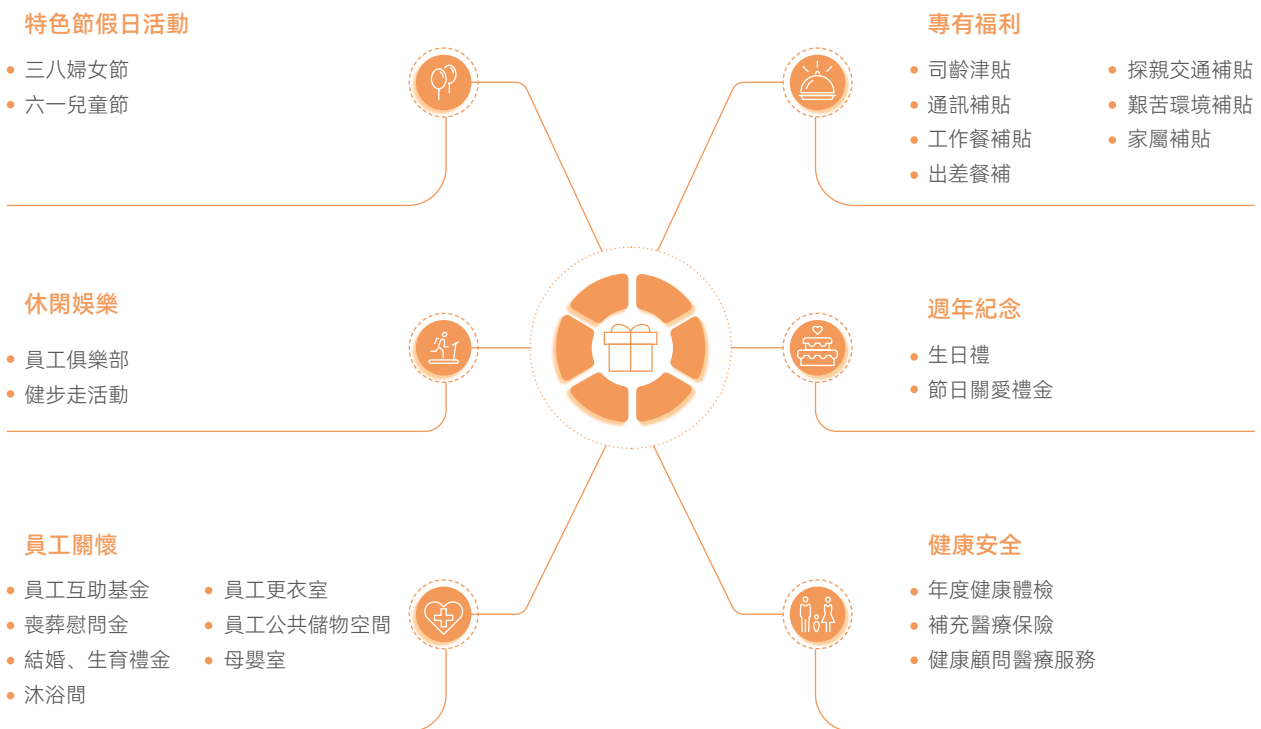 特色節假日活動
三八婦女節
六一兒童節
專有福利
司齡津貼
通訊補貼
工作餐補貼
出差餐補
探親交通補貼
艱苦環境補貼
家屬補貼
休閑娛樂
員工俱樂部
健步走活動
週年紀念
生日禮
節日關愛禮金
員工關懷
員工互助基金
喪葬慰問金
結婚、生育禮金
沐浴間
員工更衣室
員工公共儲物空間
母嬰室
健康安全
年度健康體檢
補充醫療保險
健康顧問醫療服務